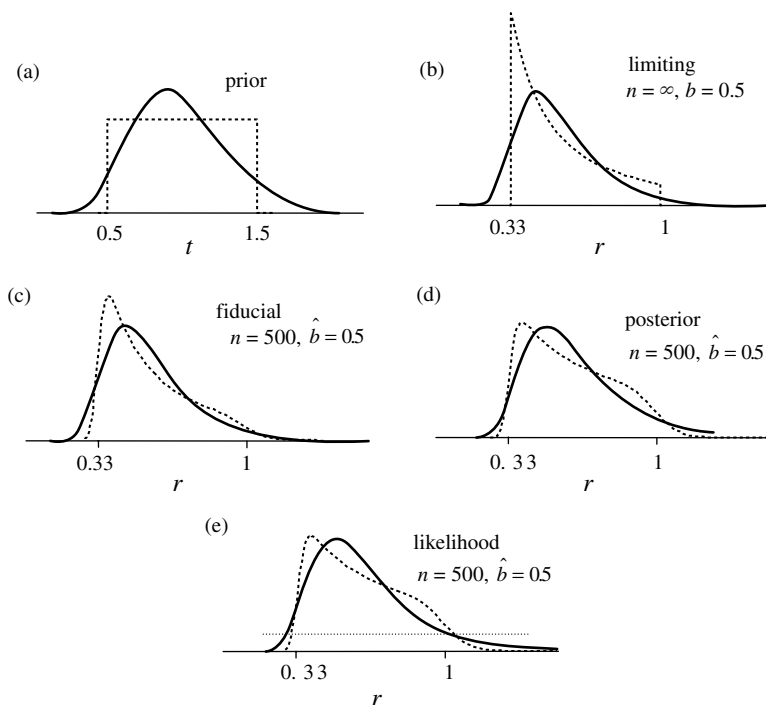 (a)
prior
0.5
1.5
t
(b)
limiting
n = ∞, b = 0.5
0.33
1
r
(c)
fiducial
n = 500, b̂ = 0.5
0.33
1
r
(d)
posterior
n = 500, b̂ = 0.5
0.33
1
r
(e)
likelihood
n = 500, b̂ = 0.5
0.33
1
r